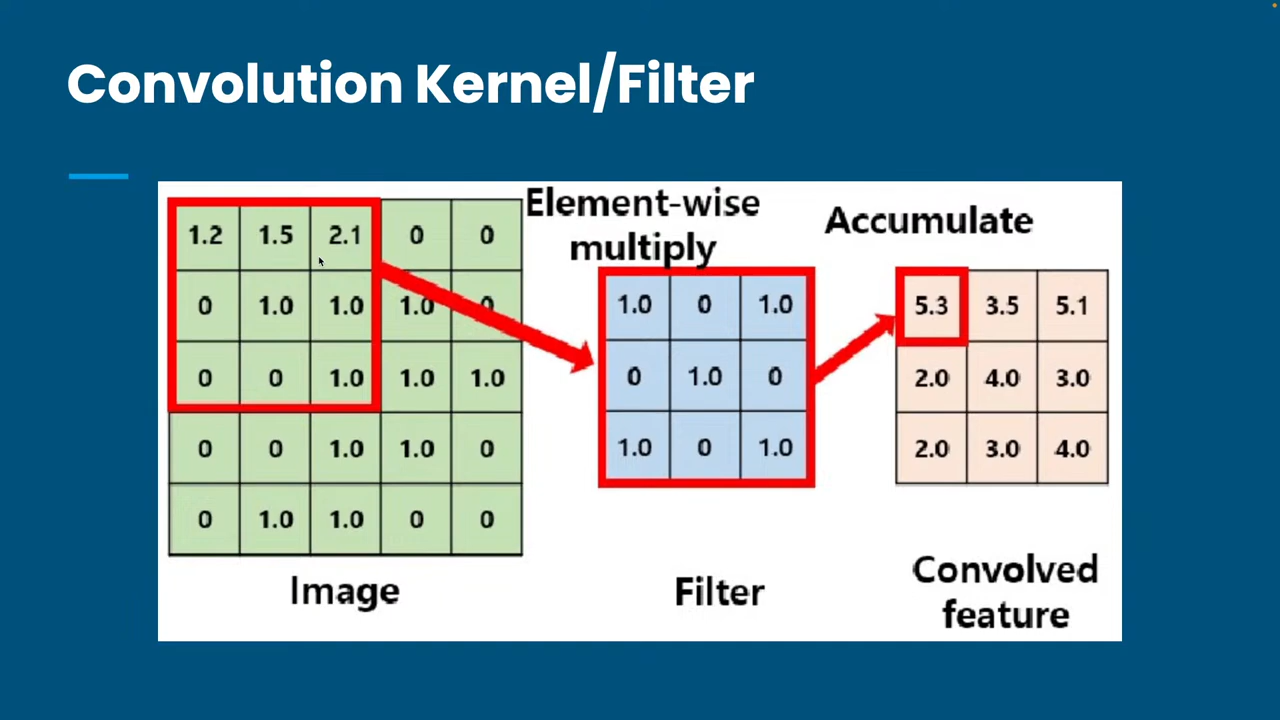 Convolution Kernel/Filter
Element-wise
multiply
Accumulate
1.2 1.5 2.1 0 0
0 1.0 1.0 1.0 0
0 0 1.0 1.0 1.0
0 0 1.0 1.0 0
0 1.0 1.0 0 0
Image
1.0 0 1.0
0 1.0 0
1.0 0 1.0
Filter
5.3 3.5 5.1
2.0 4.0 3.0
2.0 3.0 4.0
Convolved
feature